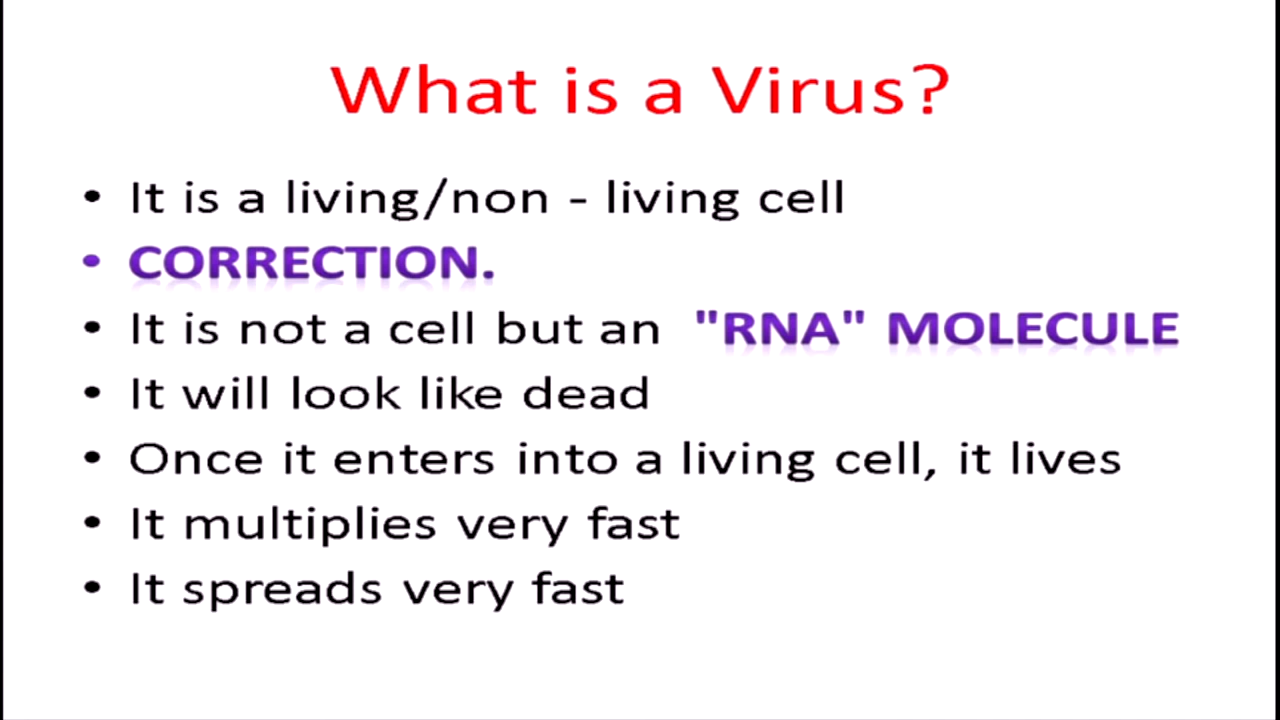 What is a Virus?
• It is a living/non - living cell
• CORRECTION.
• It is not a cell but an "RNA" MOLECULE
• It will look like dead
• Once it enters into a living cell, it lives
• It multiplies very fast
• It spreads very fast